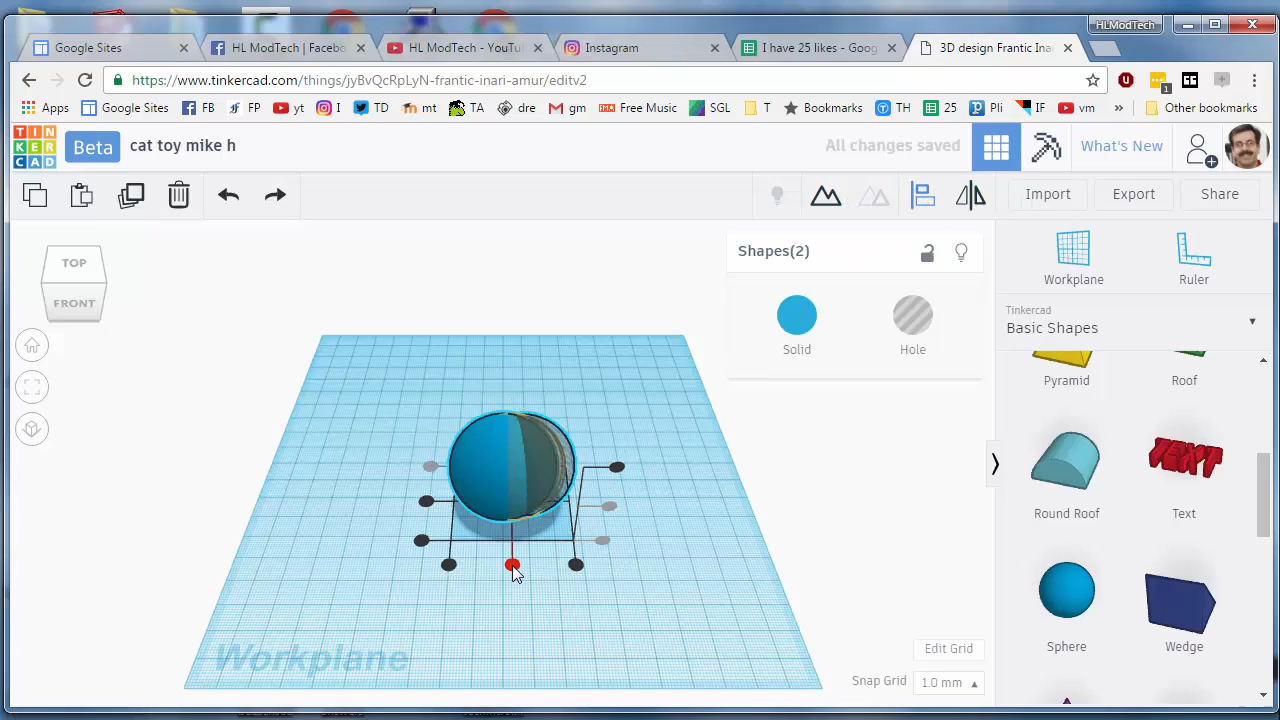 HLModTech
Google Sites
HL ModTech | Facebo
HL ModTech - YouTu
Instagram
I have 25 likes - Goog
3D design Frantic Ina
https://www.tinkercad.com/things/jyBvQcRpLyN-frantic-inari-amur/editv2
1
Apps
Google Sites
FB
FP
yt
I
TD
mt
TA
dre
gm
Free Music
SGL
T
Bookmarks
TH
25
Pli
IF
vm
»
Other bookmarks
TIN
KER
CAD
Beta
cat toy mike h
All changes saved
What's New
Import
Export
Share
TOP
FRONT
Shapes(2)
Solid
Hole
Workplane
Ruler
Tinkercad
Basic Shapes
Pyramid
Roof
Round Roof
TEXT
Text
Sphere
Wedge
Workplane
Edit Grid
Snap Grid
1.0 mm